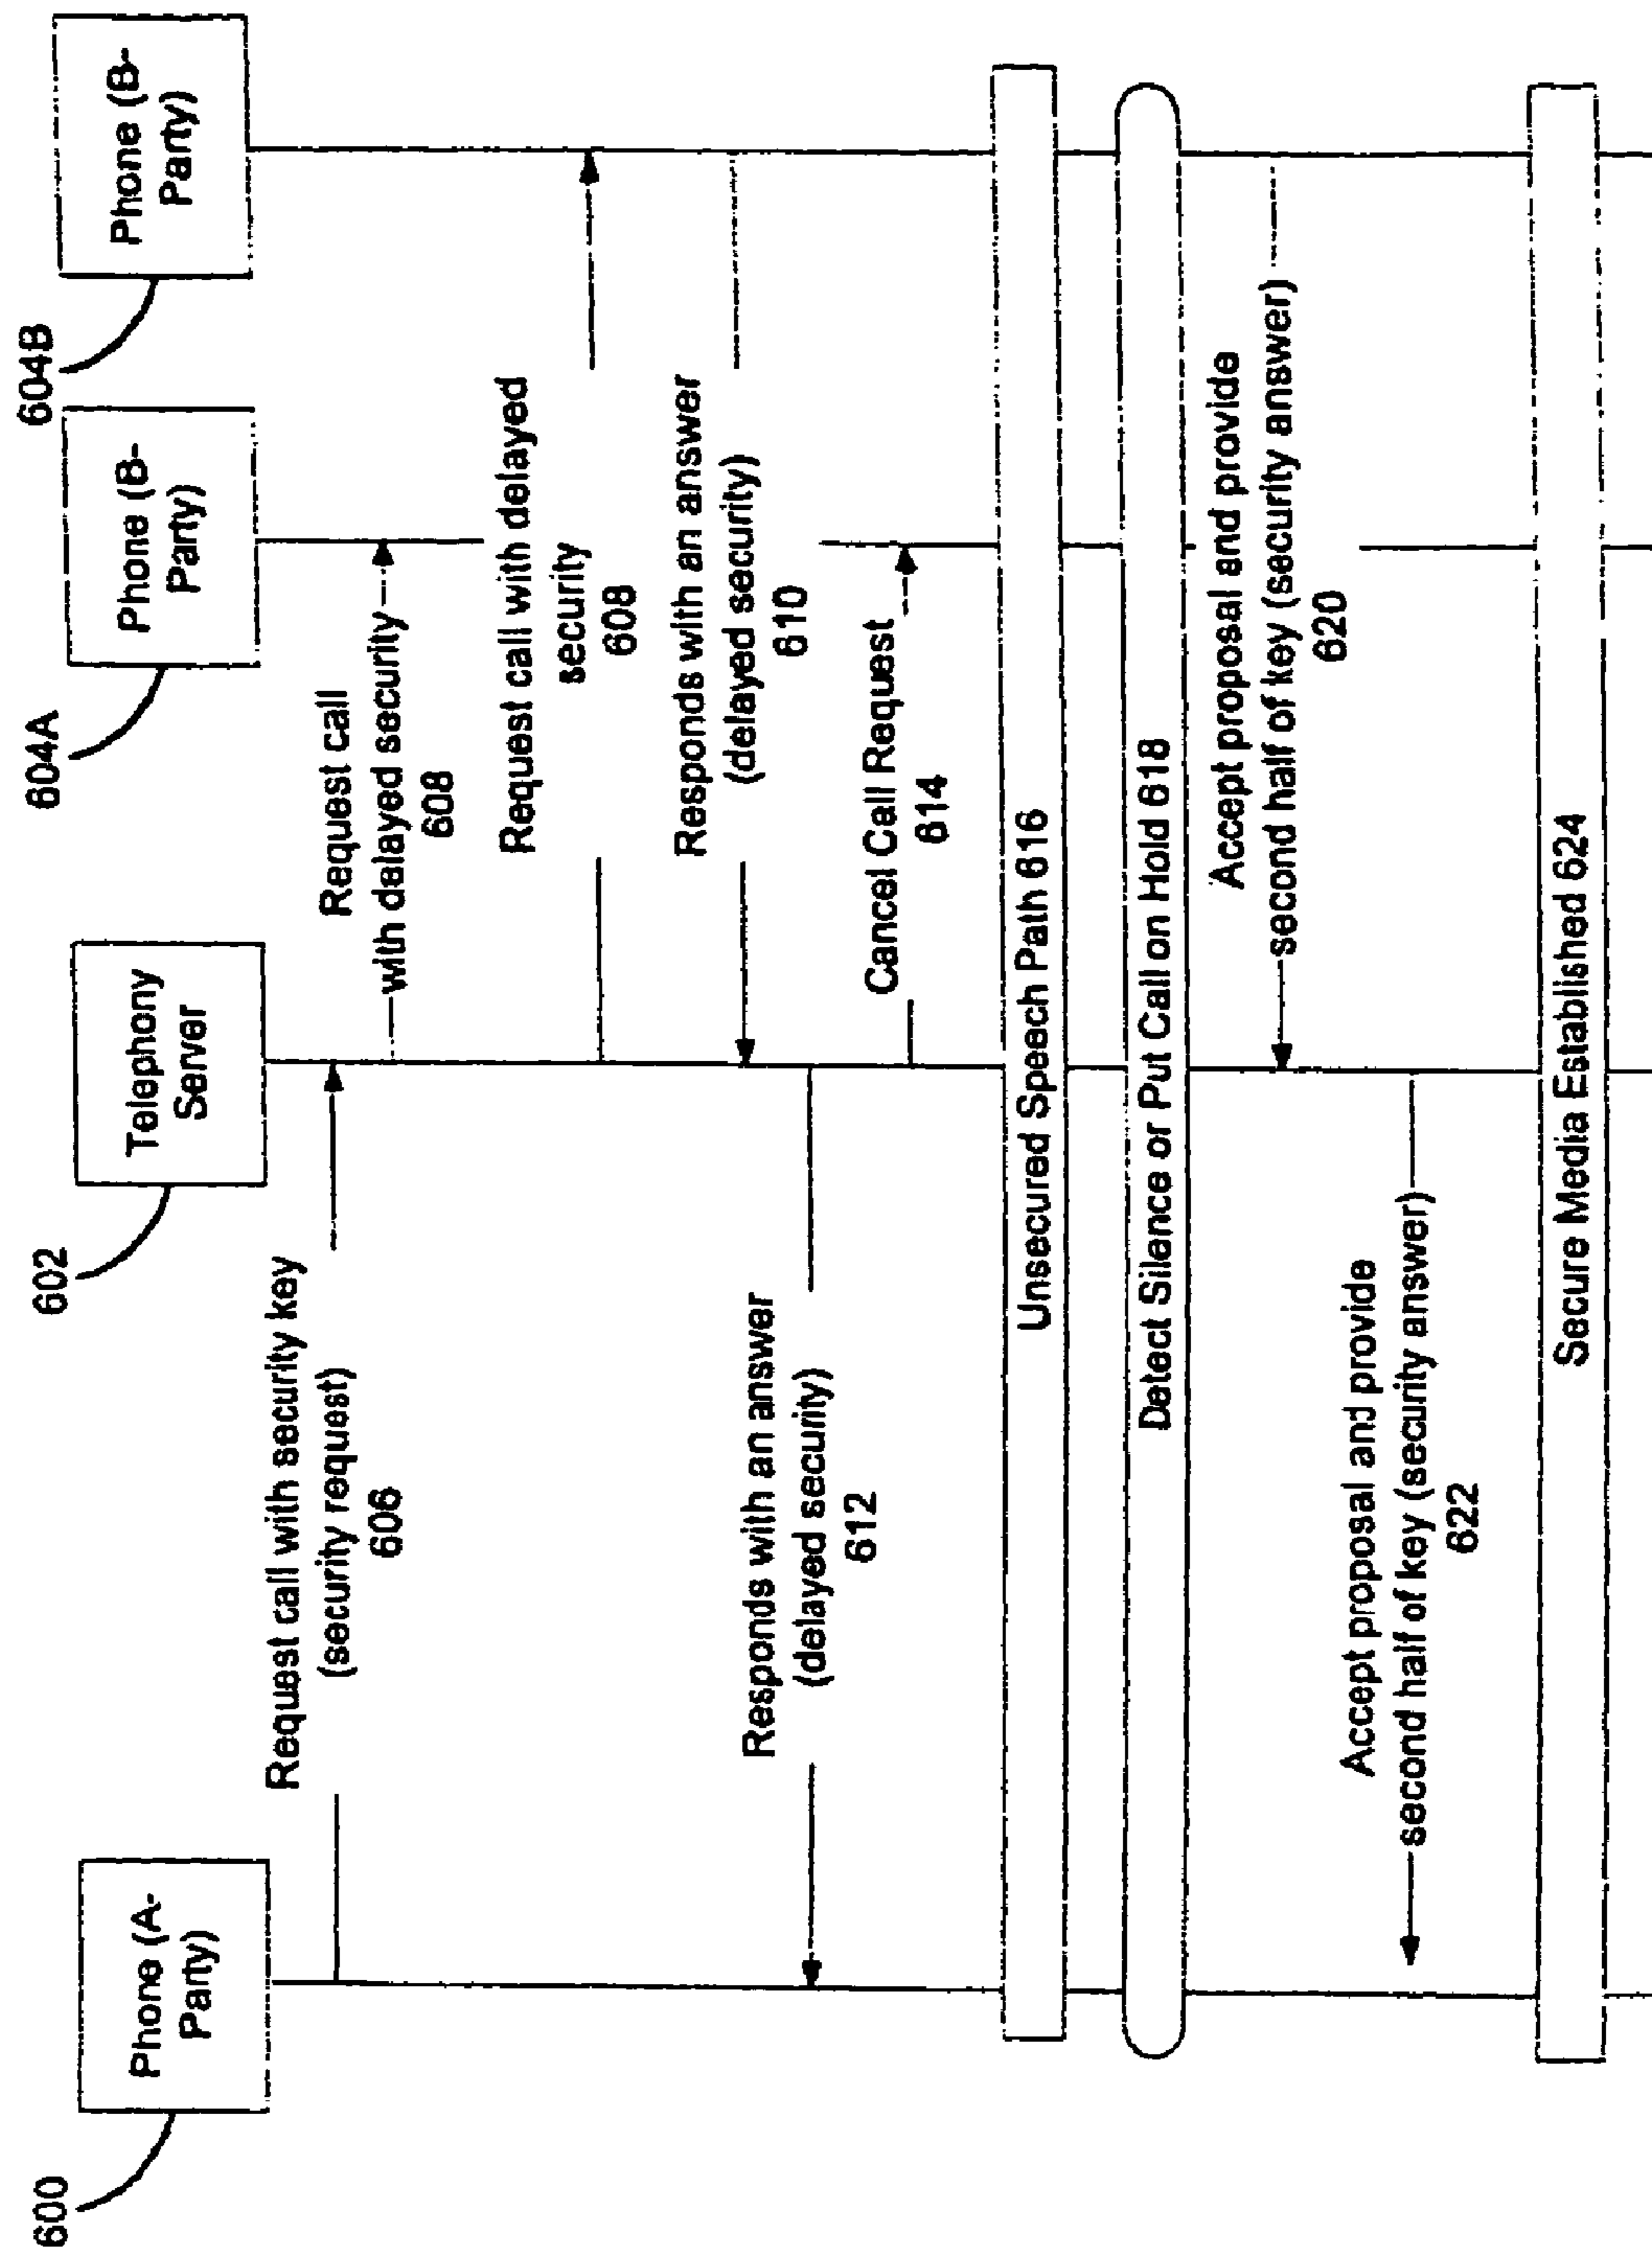 600
Phone (A-
Party)
602
Telephony
Server
604A
Phone (B-
Party)
604B
Phone (B-
Party)
Request call with security key
(security request)
606
Request call
with delayed security
608
Request call with delayed
security
608
Responds with an answer
(delayed security)
610
Responds with an answer
(delayed security)
612
Cancel Call Request
614
Unsecured Speech Path 616
Detect Silence or Put Call on Hold 618
Accept proposal and provide
second half of key (security answer)
620
Accept proposal and provide
second half of key (security answer)
622
Secure Media Established 624